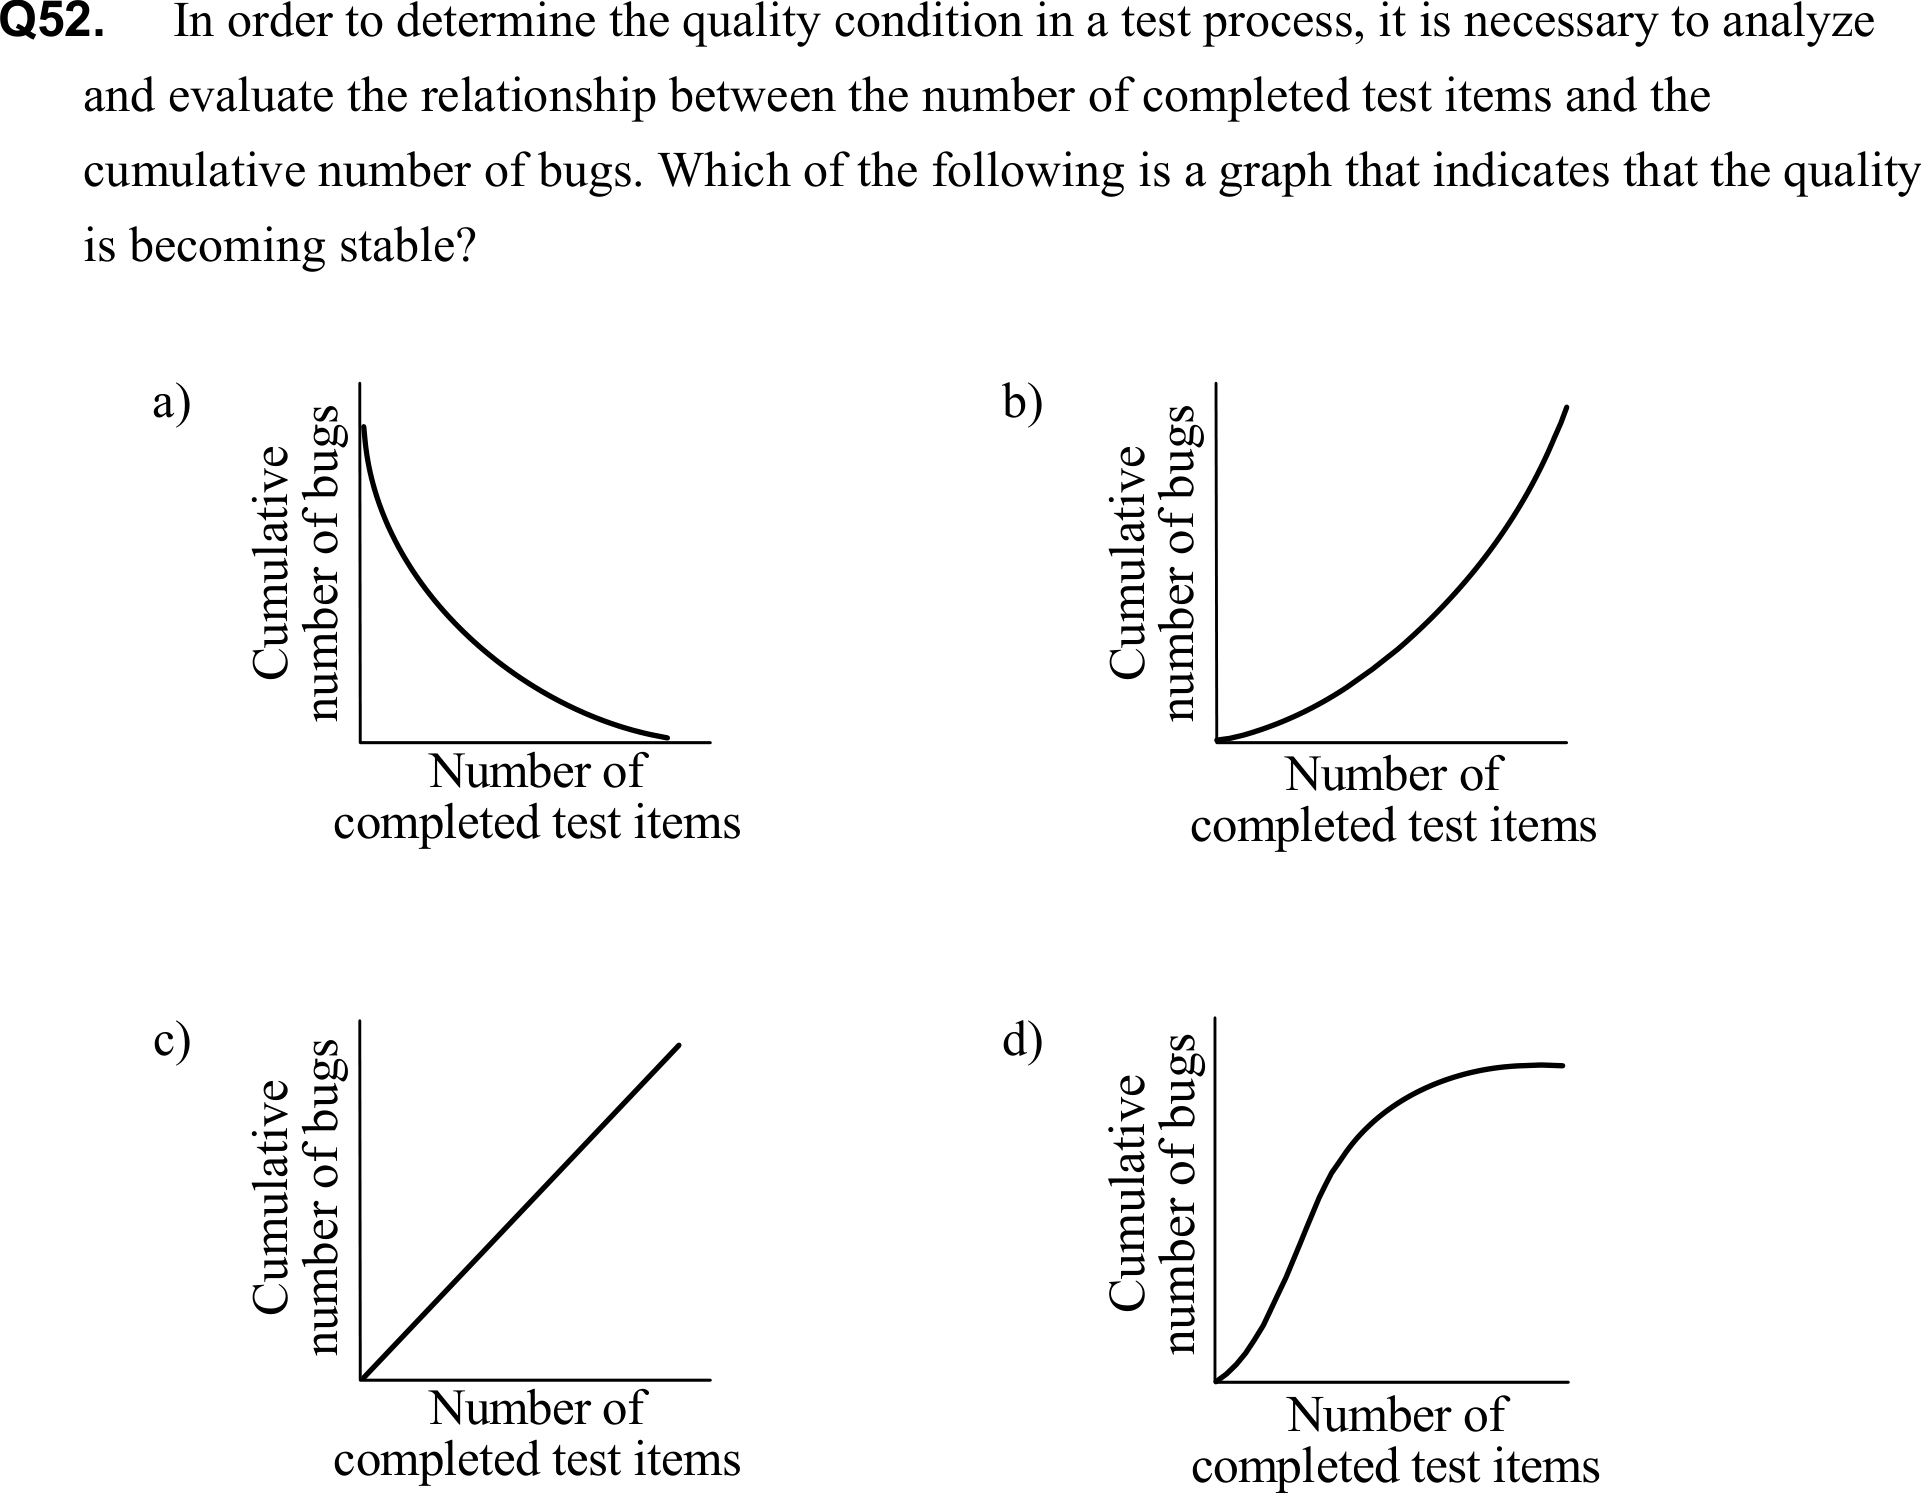 Q52. In order to determine the quality condition in a test process, it is necessary to analyze
and evaluate the relationship between the number of completed test items and the
cumulative number of bugs. Which of the following is a graph that indicates that the quality
is becoming stable?
a)
Cumulative
number of bugs
Number of
completed test items
b)
Cumulative
number of bugs
Number of
completed test items
c)
Cumulative
number of bugs
Number of
completed test items
d)
Cumulative
number of bugs
Number of
completed test items